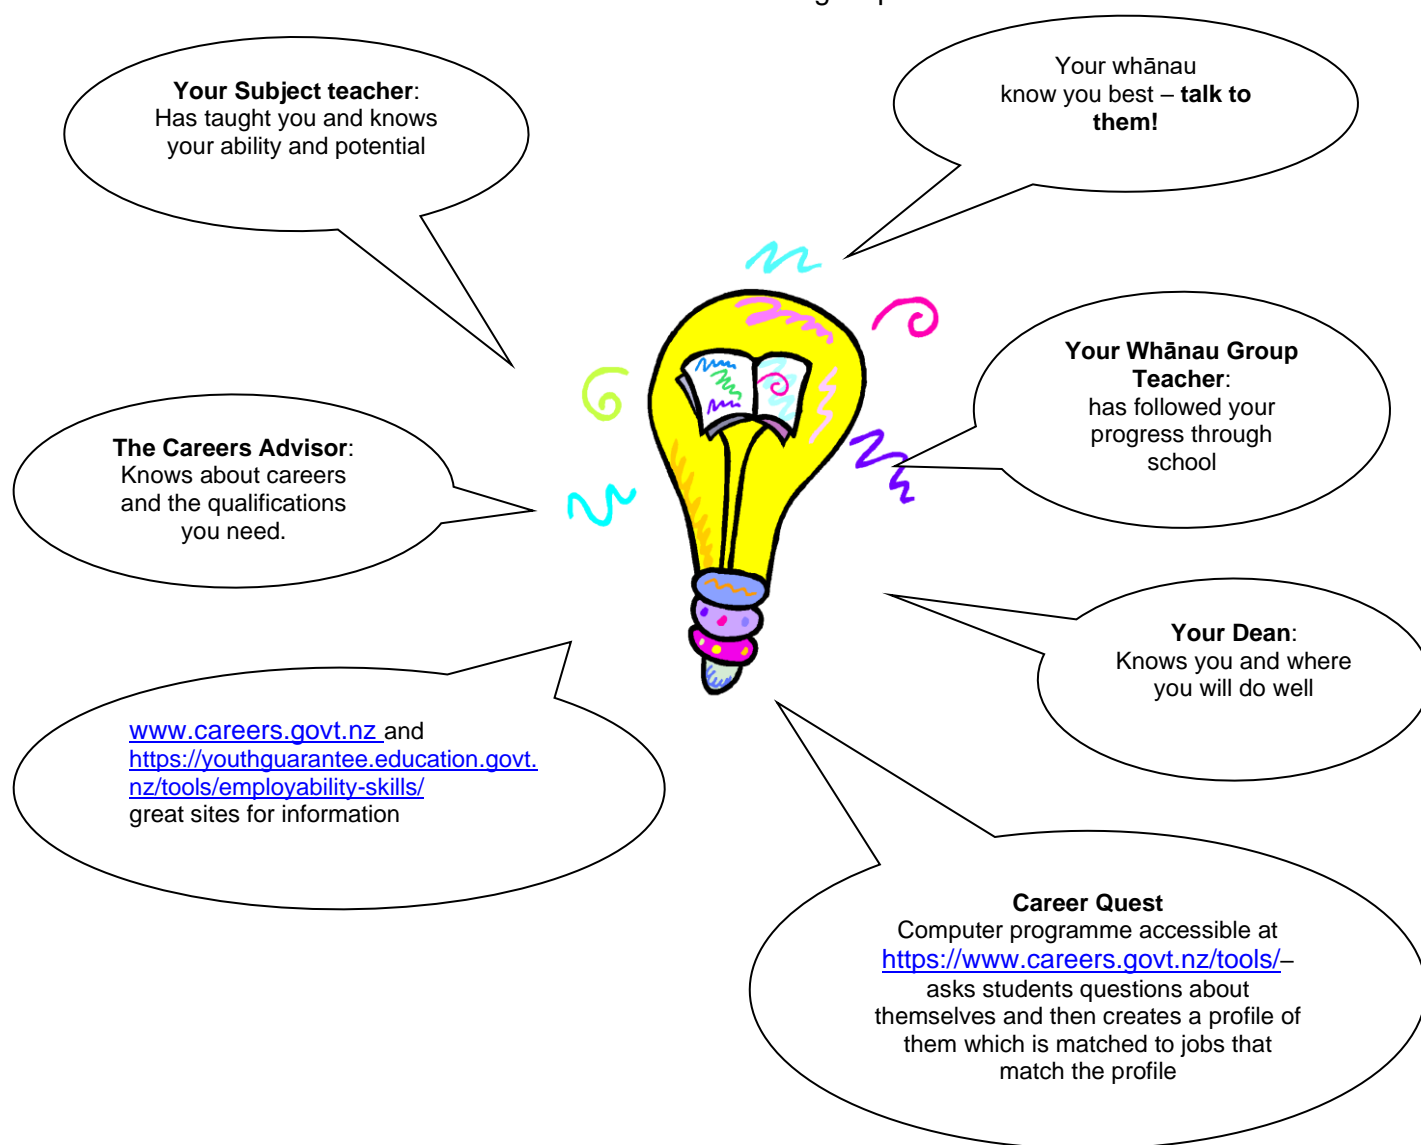 Your Subject teacher:
Has taught you and knows
your ability and potential
Your whānau
know you best – talk to
them!
Your Whānau Group
Teacher:
has followed your
progress through
school
The Careers Advisor:
Knows about careers
and the qualifications
you need.
Your Dean:
Knows you and where
you will do well
www.careers.govt.nz and
https://youthguarantee.education.govt.
nz/tools/employability-skills/
great sites for information
Career Quest
Computer programme accessible at
https://www.careers.govt.nz/tools/–
asks students questions about
themselves and then creates a profile of
them which is matched to jobs that
match the profile